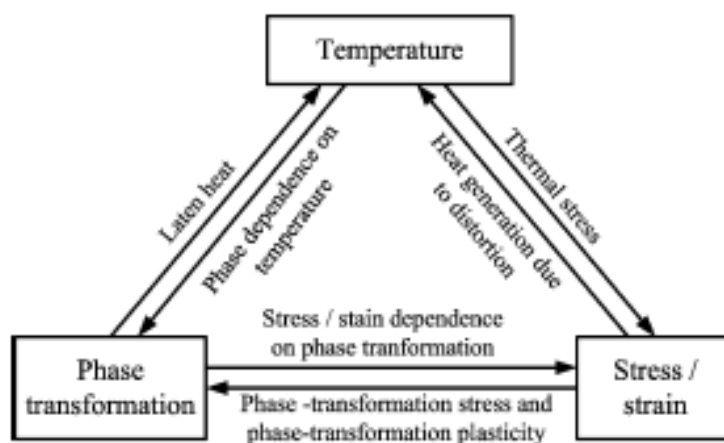 Temperature
Laten heat
Phase dependence on
temperature
Heat generation due
to distortion
Thermal stress
Stress / stain dependence
on phase tranformation
Phase
transformation
Stress /
strain
Phase -transformation stress and
phase-transformation plasticity